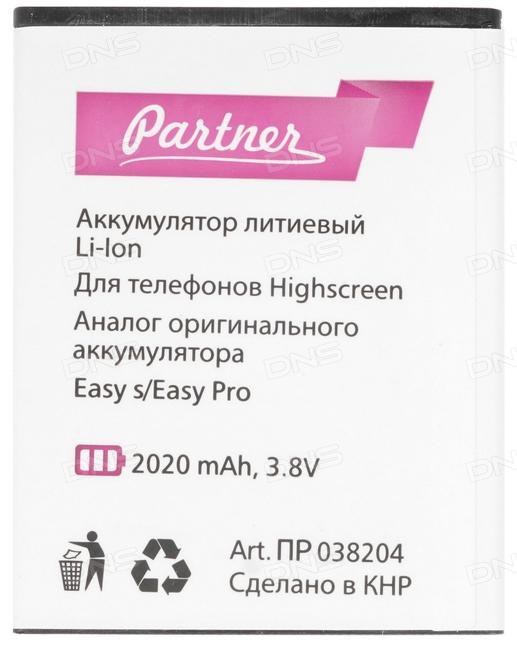 Partner
Аккумулятор литиевый
Li-Ion
Для телефонов Highscreen
Аналог оригинального
аккумулятора
Easy s/Easy Pro
2020 mAh, 3.8V
Art. ПР 038204
Сделано в КНР
DNS